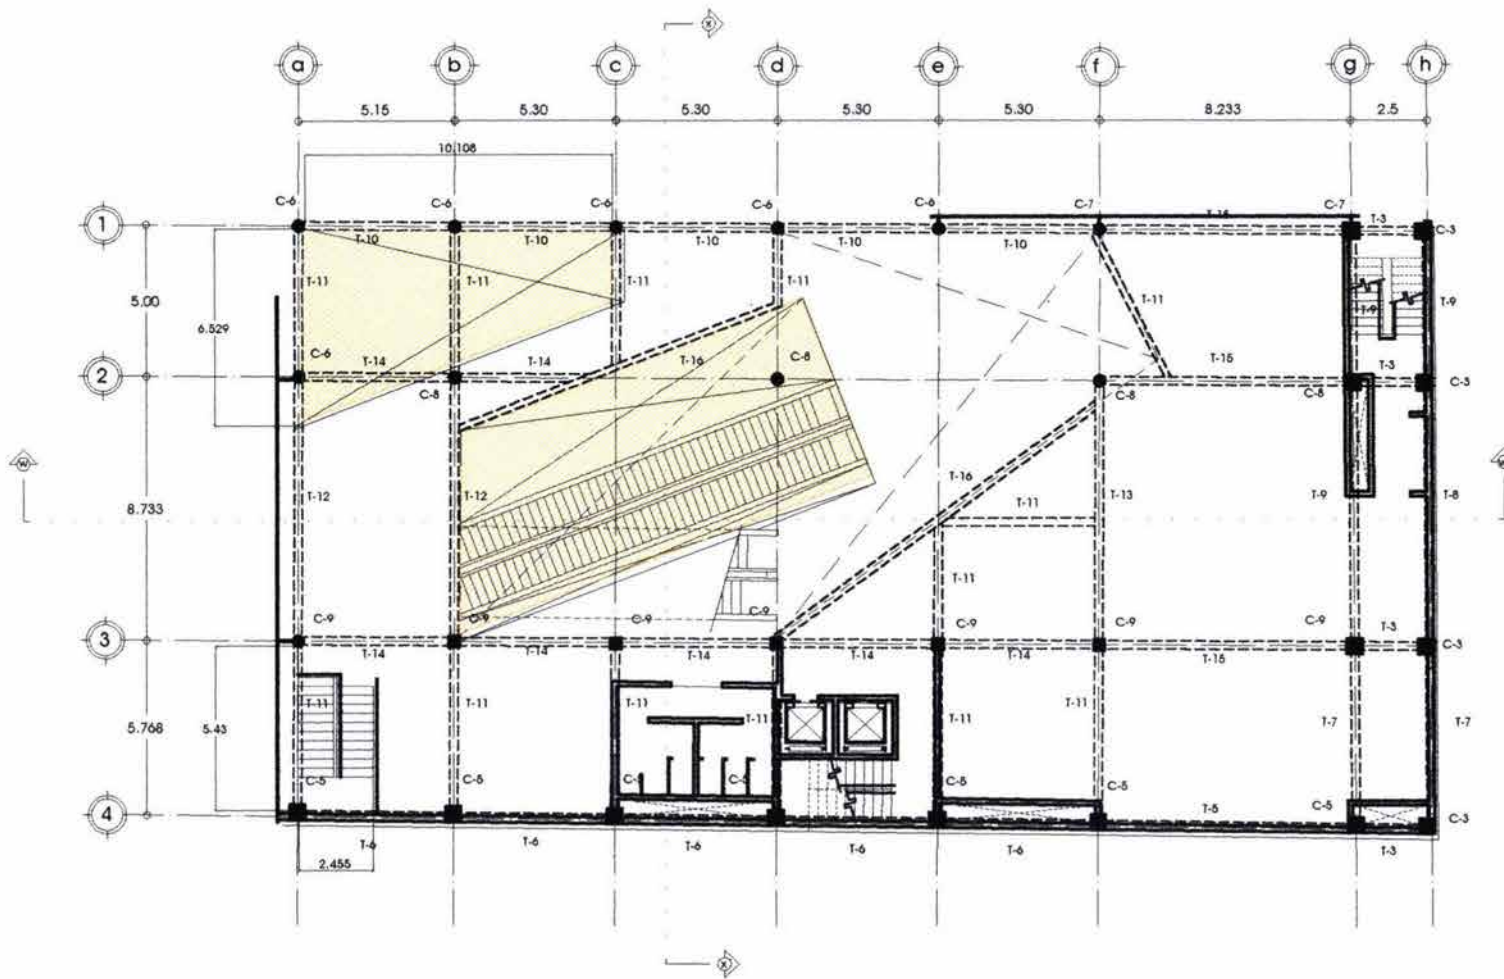 x
a b c d e f g h
5.15 5.30 5.30 5.30 5.30 8.233 2.5
10.108
C-6 C-6 C-6 C-6 C-6 C-7 C-7 T-3
1 C-3
T-10 T-10 T-10 T-10 T-10
T-11 T-11 T-11 T-11 T-11 T-9 T-9
5.00
6.529
C-6 T-14 T-14 T-16 C-8 T-15 T-3
2 C-3
C-8 C-8 C-8
w w
T-16
T-12 T-12 T-11 T-13 T-9 T-8
8.733
T-11
C-9 C-9 C-9 C-9 C-9 C-9 C-9 T-3
3 C-3
T-14 T-14 T-14 T-14 T-14 T-15
T-11 T-11 T-11 T-11 T-11 T-11 T-7 T-7
5.768 5.43
C-5 C-5 C-5 C-5 C-5
4 T-5 C-3
T-6 T-6 T-6 T-6 T-6 T-3
2.455
x